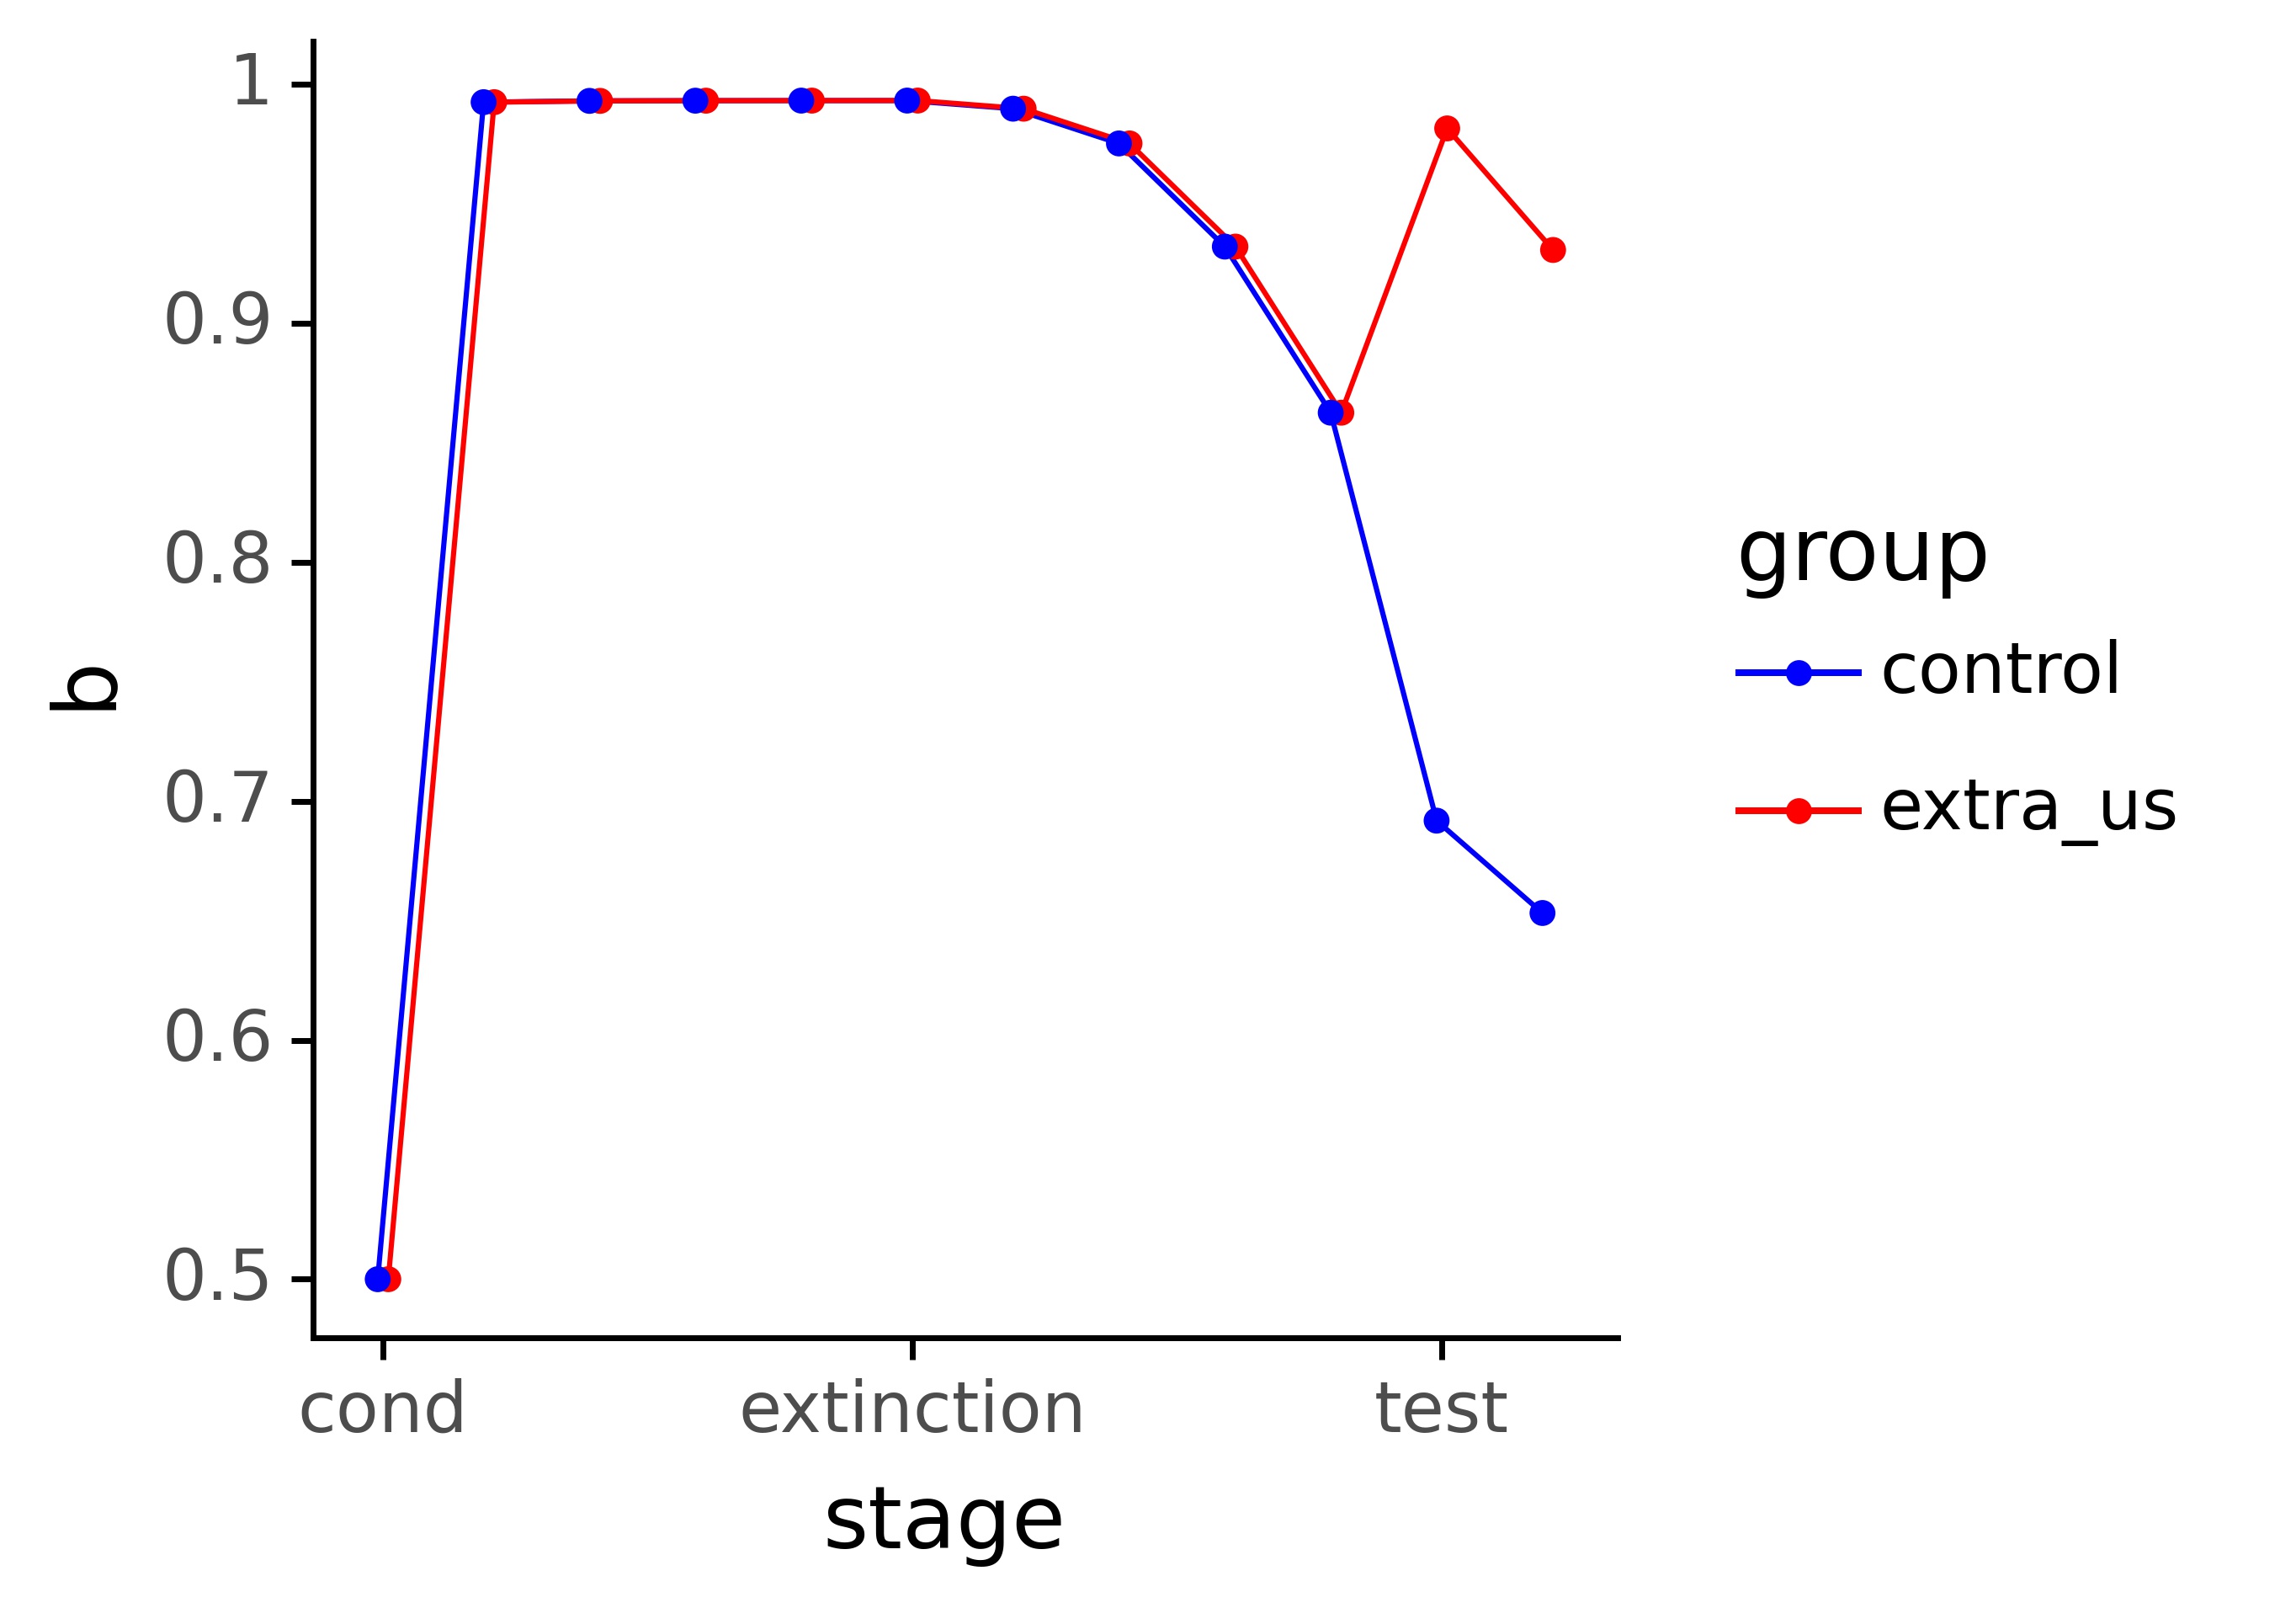 1
0.9
0.8
0.7
0.6
0.5
b
cond extinction test
stage
group
control
extra_us